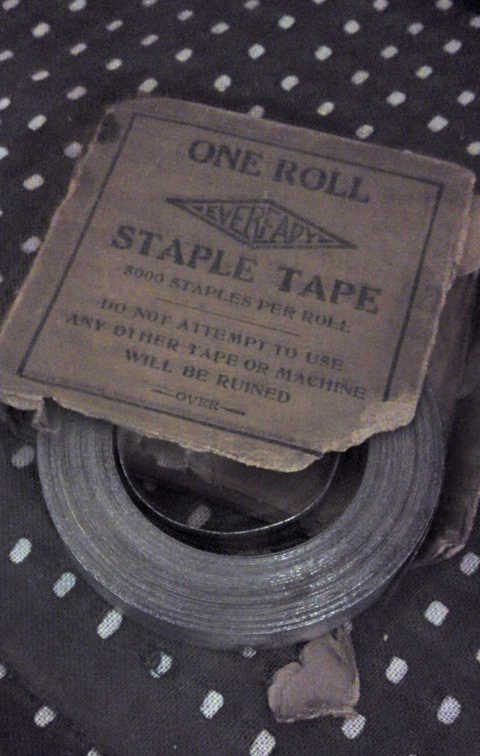 ONE ROLL
EVEREADY
STAPLE TAPE
8000 STAPLES PER ROLL
DO NOT ATTEMPT TO USE
ANY OTHER TAPE OR MACHINE
WILL BE RUINED
—OVER—